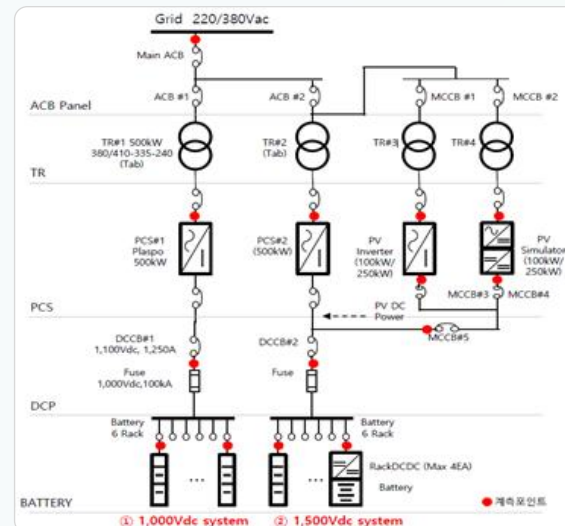 Grid 220/380Vac
Main ACB
ACB #1
ACB #2
MCCB #1
MCCB #2
ACB Panel
TR#1 500kW
380/410-335-240
(Tab)
TR#2
(Tab)
TR#3
TR#4
TR
PCS#1
Plaspo
500kW
PCS#2
(500kW)
PV
Inverter
(100kW/
250kW)
PV
Simulator
(100kW/
250kW)
MCCB#3
MCCB#4
PCS
PV DC
Power
MCCB#5
DCCB#1
1,100Vdc, 1,250A
DCCB#2
Fuse
1,000Vdc,100kA
Fuse
DCP
Battery
6 Rack
Battery
6 Rack
...
...
RackDCDC (Max 4EA)
Battery
계측포인트
BATTERY
① 1,000Vdc system
② 1,500Vdc system